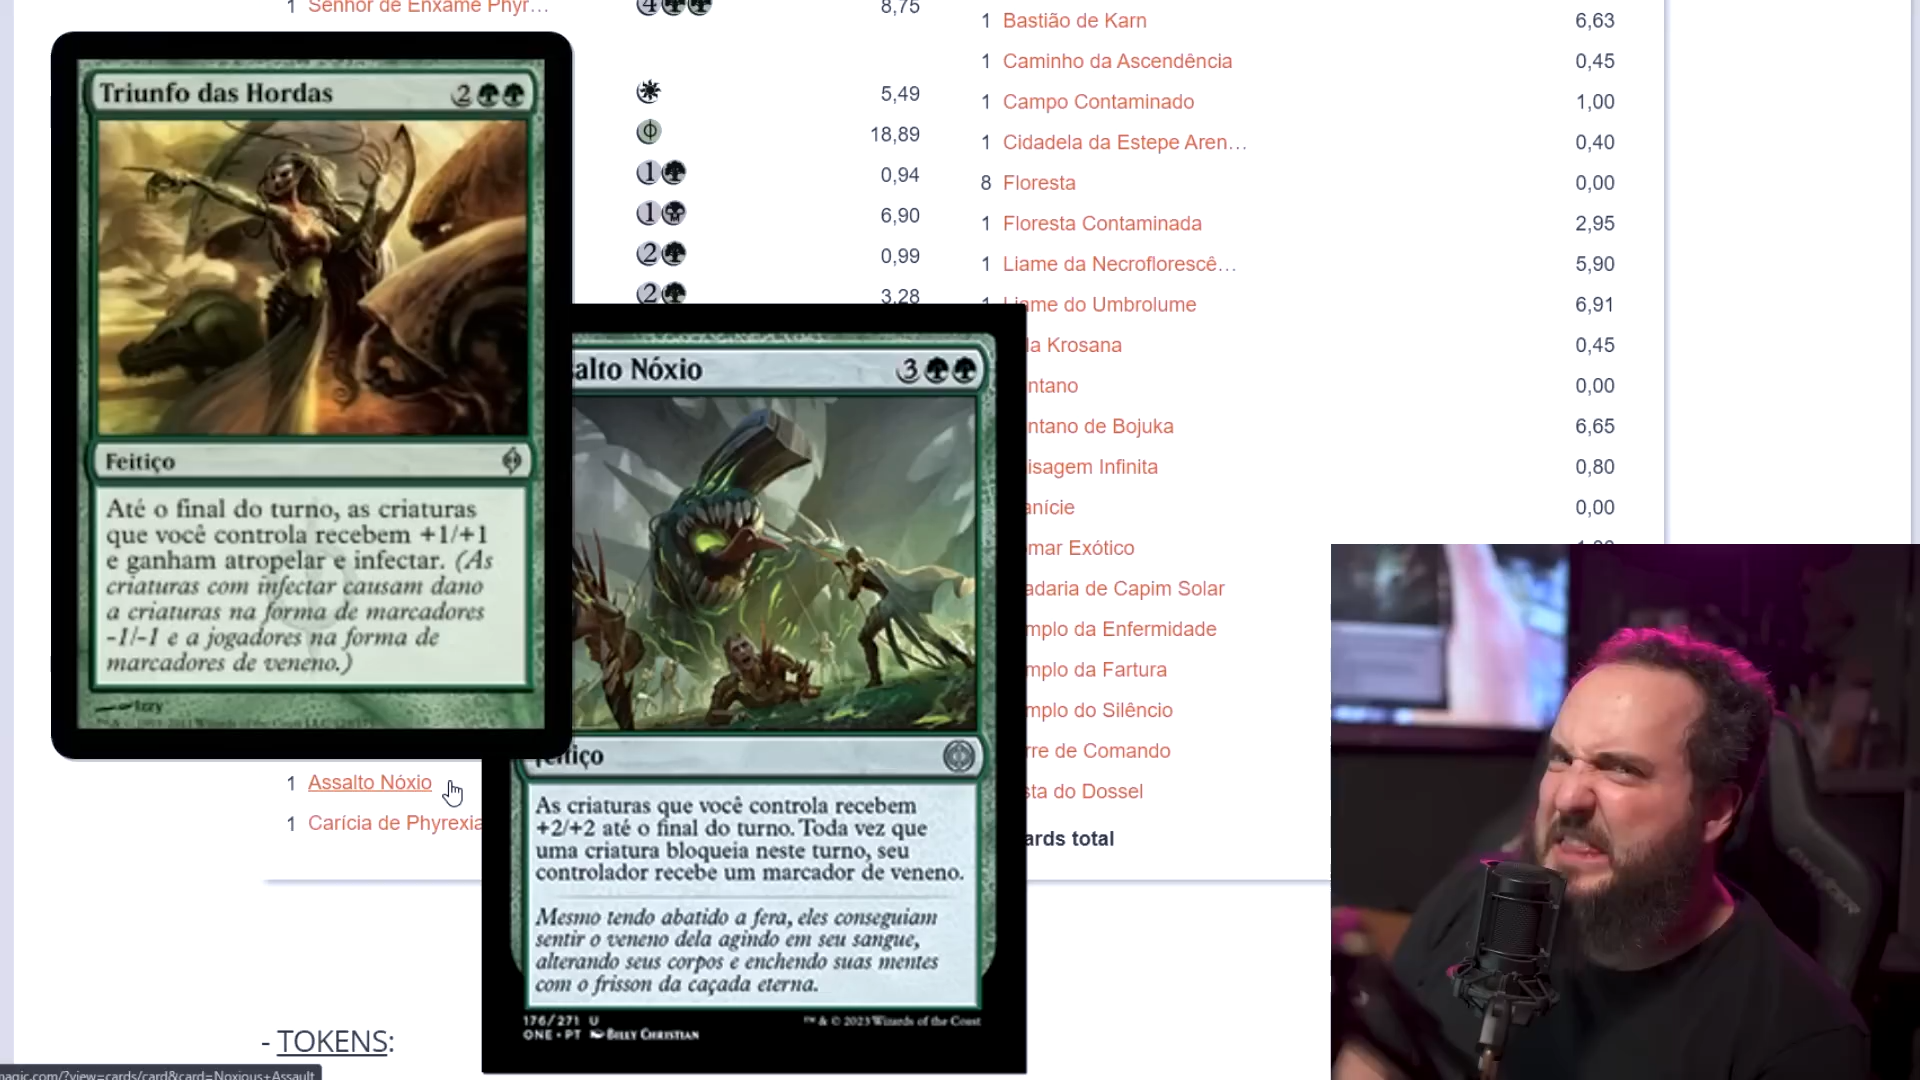 1 Senhor de Enxame Phyr…
8,75
5,49
18,89
1
0,94
1
6,90
2
0,99
2
3,28
1 Bastião de Karn 6,63
1 Caminho da Ascendência 0,45
1 Campo Contaminado 1,00
1 Cidadela da Estepe Aren… 0,40
8 Floresta 0,00
1 Floresta Contaminada 2,95
1 Liame da Necroflorescê… 5,90
ame do Umbrolume 6,91
la Krosana 0,45
ntano 0,00
ntano de Bojuka 6,65
isagem Infinita 0,80
anície 0,00
mar Exótico
adaria de Capim Solar
mplo da Enfermidade
mplo da Fartura
mplo do Silêncio
rre de Comando
sta do Dossel
ards total
Triunfo das Hordas 2
Feitiço
Até o final do turno, as criaturas
que você controla recebem +1/+1
e ganham atropelar e infectar. (As
criaturas com infectar causam dano
a criaturas na forma de marcadores
-1/-1 e a jogadores na forma de
marcadores de veneno.)
Izzy
salto Nóxio 3
Feitiço
As criaturas que você controla recebem
+2/+2 até o final do turno. Toda vez que
uma criatura bloqueia neste turno, seu
controlador recebe um marcador de veneno.
Mesmo tendo abatido a fera, eles conseguiam
sentir o veneno dela agindo em seu sangue,
alterando seus corpos e enchendo suas mentes
com o frisson da caçada eterna.
176/271 U
ONE • PT Billy Christian
™ & © 2023 Wizards of the Coast
1 Assalto Nóxio
1 Carícia de Phyrexia
- TOKENS:
magic.com/?view=cards/card&card=Noxious+Assault